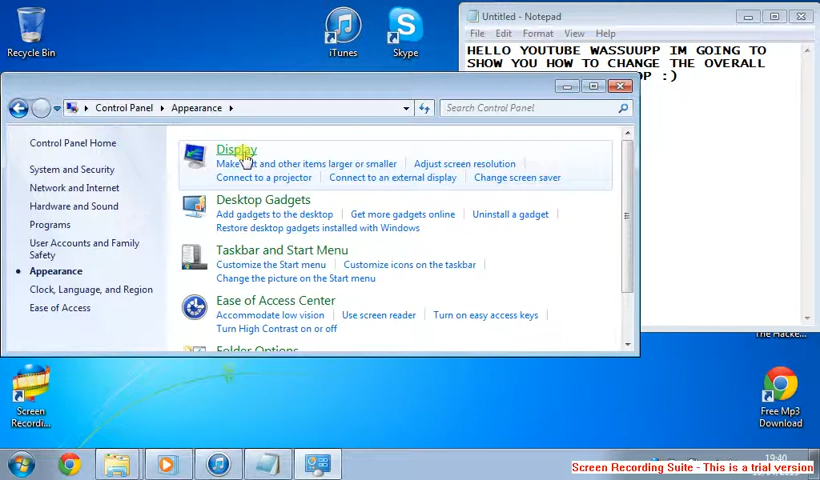 Recycle Bin
iTunes
Skype
Untitled - Notepad
File Edit Format View Help
HELLO YOUTUBE WASSUUPP IM GOING TO
SHOW YOU HOW TO CHANGE THE OVERALL
:)
Control Panel Appearance
Search Control Panel
Control Panel Home
System and Security
Network and Internet
Hardware and Sound
Programs
User Accounts and Family
Safety
Appearance
Clock, Language, and Region
Ease of Access
Display
Make and other items larger or smaller Adjust screen resolution
Connect to a projector Connect to an external display Change screen saver
Desktop Gadgets
Add gadgets to the desktop Get more gadgets online Uninstall a gadget
Restore desktop gadgets installed with Windows
Taskbar and Start Menu
Customize the Start menu Customize icons on the taskbar
Change the picture on the Start menu
Ease of Access Center
Accommodate low vision Use screen reader Turn on easy access keys
Turn High Contrast on or off
Folder Options
The Hacke...
Screen
Recordi...
Free Mp3
Download
19:40
Screen Recording Suite - This is a trial version